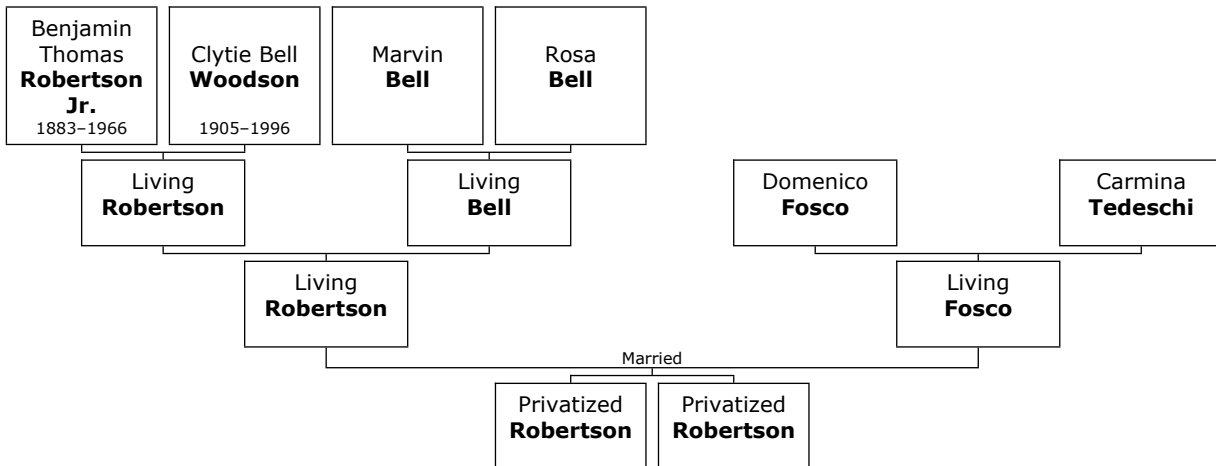 Benjamin
Thomas
Robertson
Jr.
1883–1966
Clytie Bell
Woodson
1905–1996
Marvin
Bell
Rosa
Bell
Living
Robertson
Living
Bell
Domenico
Fosco
Carmina
Tedeschi
Living
Robertson
Living
Fosco
Married
Privatized
Robertson
Privatized
Robertson